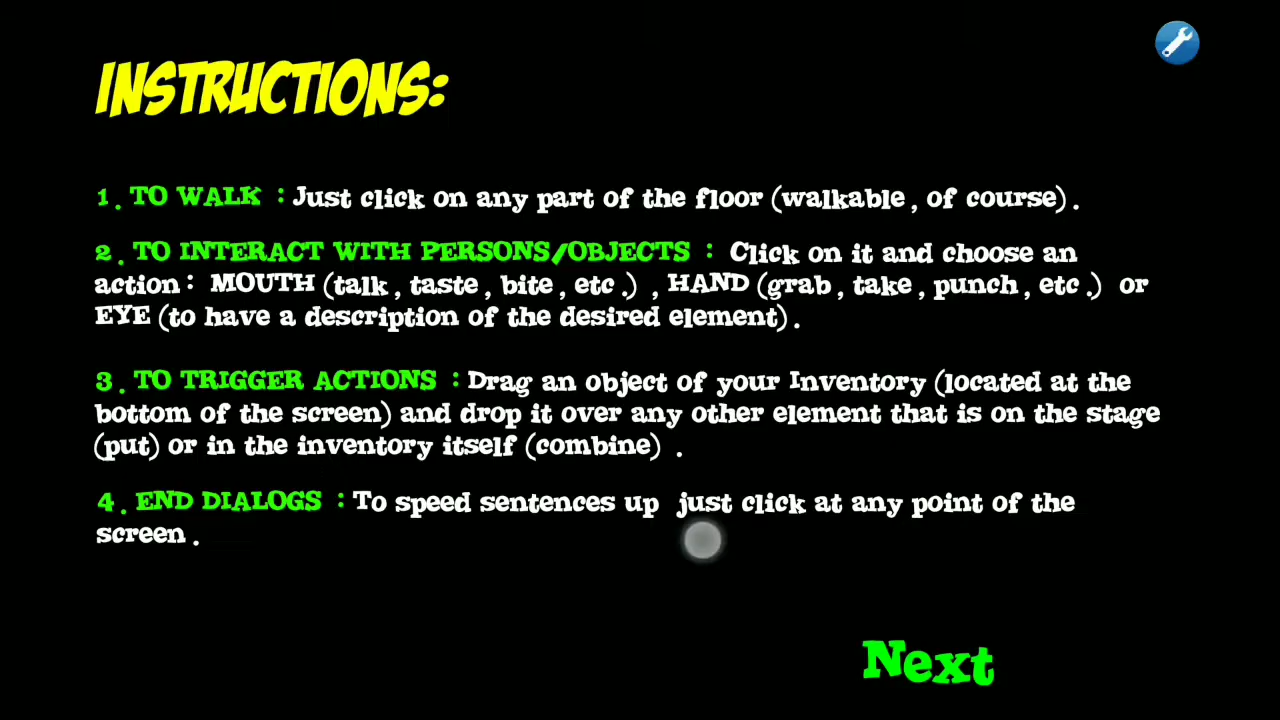 INSTRUCTIONS:
1. TO WALK : Just click on any part of the floor (walkable, of course).
2. TO INTERACT WITH PERSONS/OBJECTS : Click on it and choose an
action: MOUTH (talk, taste, bite, etc.) , HAND (grab, take, punch, etc.) or
EYE (to have a description of the desired element).
3. TO TRIGGER ACTIONS : Drag an object of your Inventory (located at the
bottom of the screen) and drop it over any other element that is on the stage
(put) or in the inventory itself (combine) .
4. END DIALOGS : To speed sentences up just click at any point of the
screen.
Next